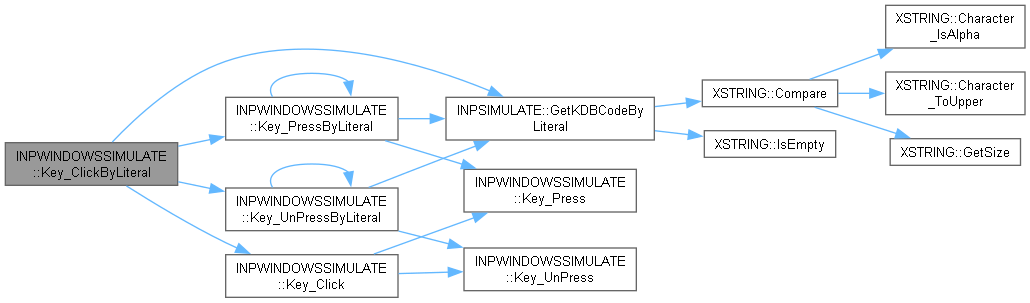 INPWINDOWSSIMULATE
::Key_ClickByLiteral
INPWINDOWSSIMULATE
::Key_PressByLiteral
INPWINDOWSSIMULATE
::Key_UnPressByLiteral
INPWINDOWSSIMULATE
::Key_Click
INPSIMULATE::GetKDBCodeBy
Literal
INPWINDOWSSIMULATE
::Key_Press
INPWINDOWSSIMULATE
::Key_UnPress
XSTRING::Compare
XSTRING::IsEmpty
XSTRING::Character
_IsAlpha
XSTRING::Character
_ToUpper
XSTRING::GetSize